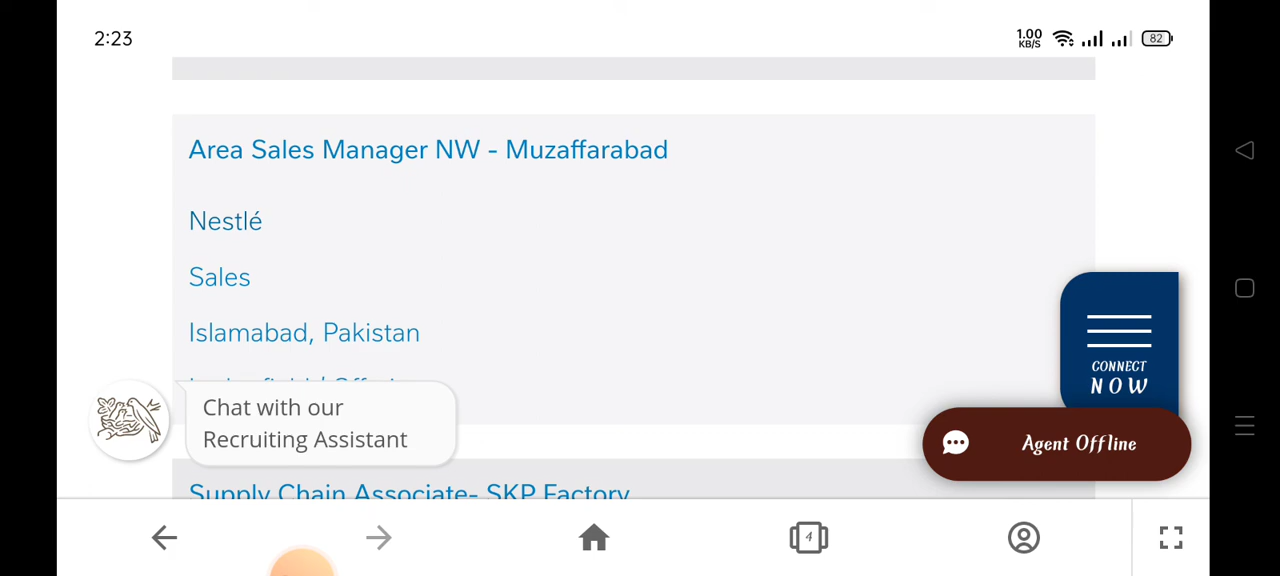 2:23
1.00
KB/S
82
Area Sales Manager NW - Muzaffarabad
Nestlé
Sales
Islamabad, Pakistan
Chat with our
Recruiting Assistant
CONNECT
NOW
Agent Offline
Supply Chain Associate- SKP Factory
4